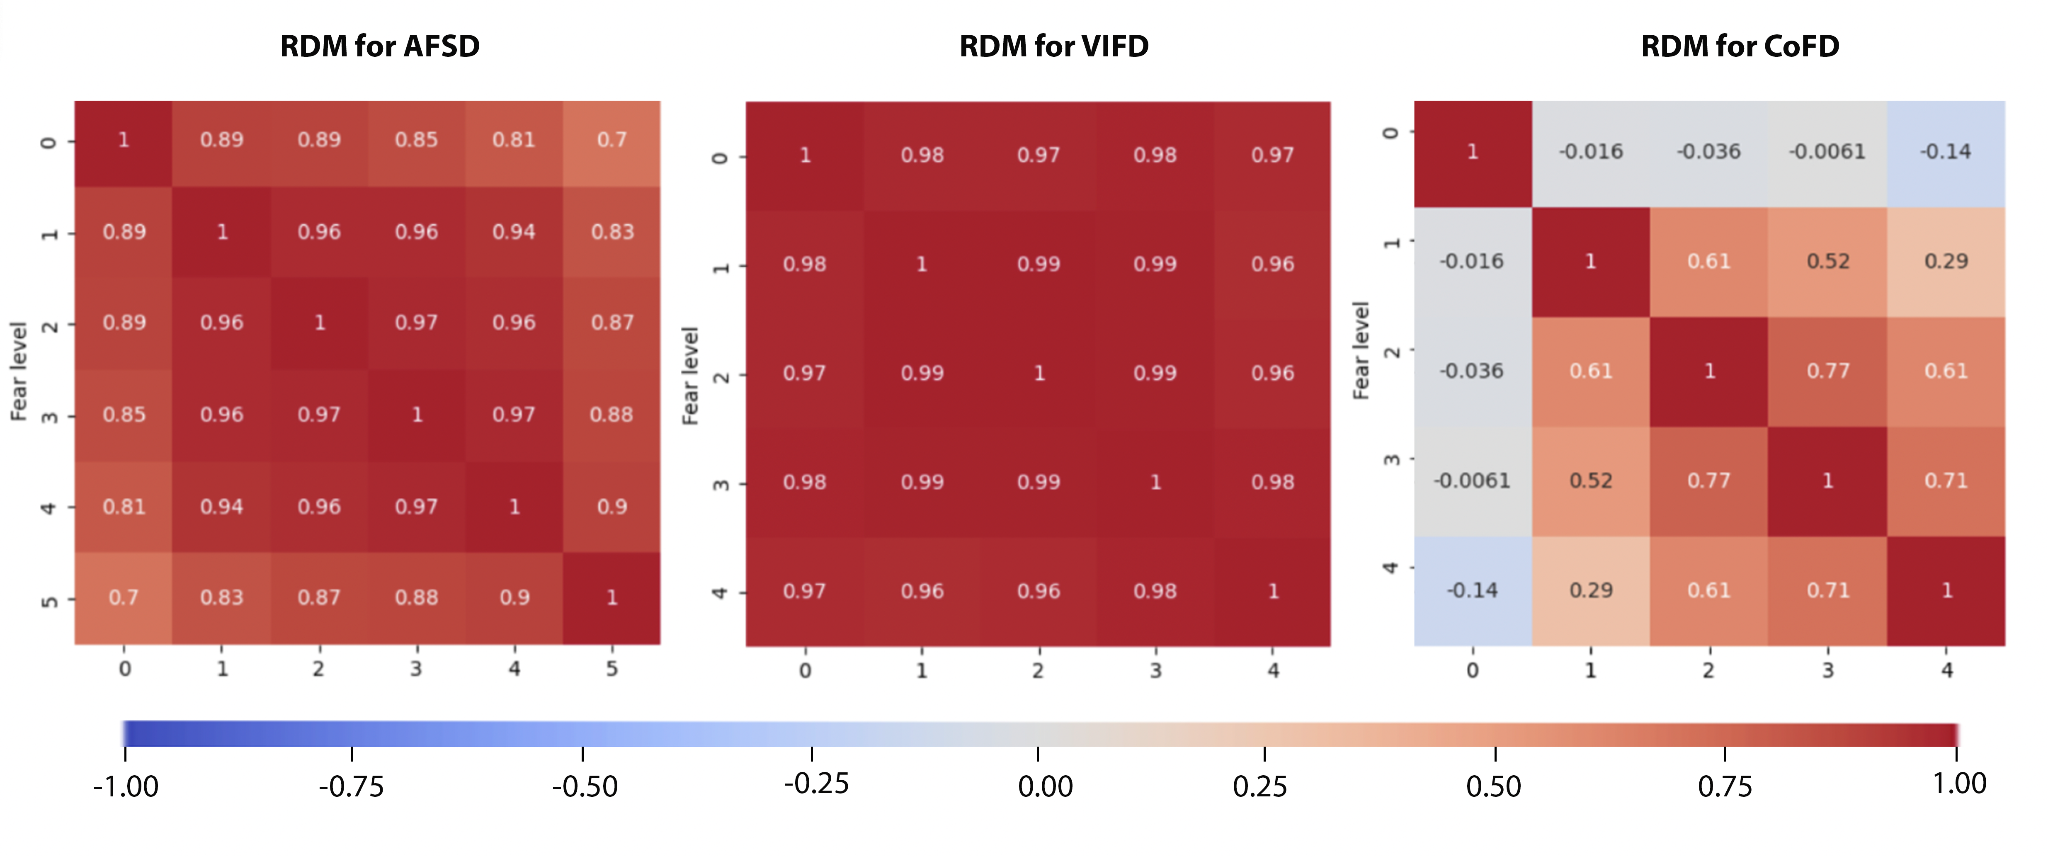 RDM for AFSD
0 1 0.89 0.89 0.85 0.81 0.7
1 0.89 1 0.96 0.96 0.94 0.83
2 0.89 0.96 1 0.97 0.96 0.87
3 0.85 0.96 0.97 1 0.97 0.88
4 0.81 0.94 0.96 0.97 1 0.9
5 0.7 0.83 0.87 0.88 0.9 1
Fear level
0 1 2 3 4 5
RDM for VIFD
0 1 0.98 0.97 0.98 0.97
1 0.98 1 0.99 0.99 0.96
2 0.97 0.99 1 0.99 0.96
3 0.98 0.99 0.99 1 0.98
4 0.97 0.96 0.96 0.98 1
Fear level
0 1 2 3 4
RDM for CoFD
0 1 -0.016 -0.036 -0.0061 -0.14
1 -0.016 1 0.61 0.52 0.29
2 -0.036 0.61 1 0.77 0.61
3 -0.0061 0.52 0.77 1 0.71
4 -0.14 0.29 0.61 0.71 1
Fear level
0 1 2 3 4
-1.00 -0.75 -0.50 -0.25 0.00 0.25 0.50 0.75 1.00